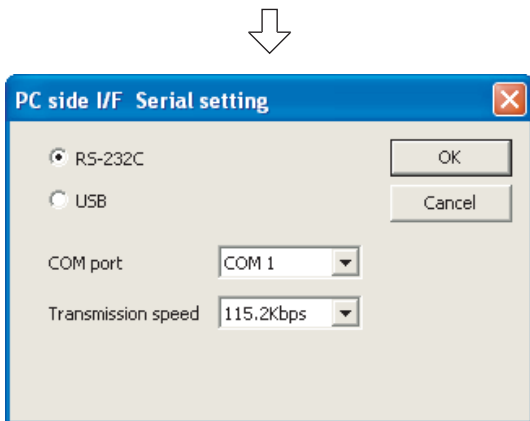 PC side I/F Serial setting
RS-232C
OK
USB
Cancel
COM port COM 1
Transmission speed 115.2Kbps